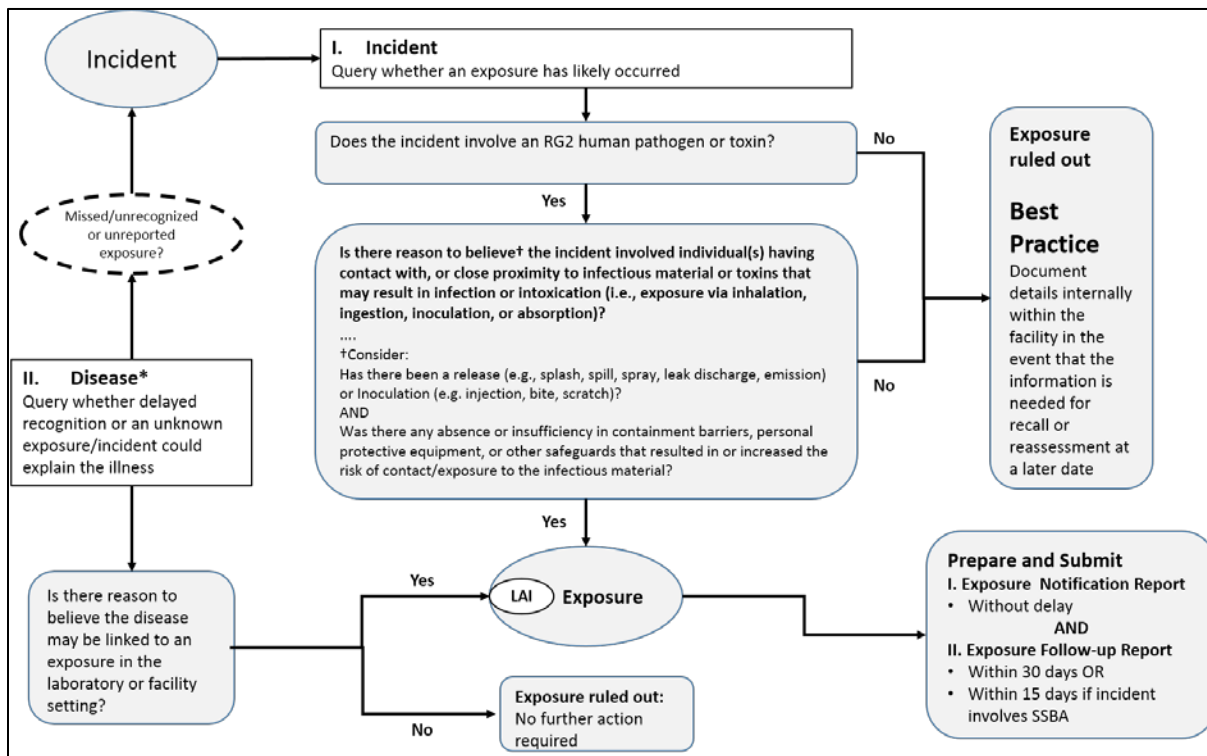 Incident
I. Incident
Query whether an exposure has likely occurred
Does the incident involve an RG2 human pathogen or toxin?
No
Yes
Exposure
ruled out
Best
Practice
Document
details internally
within the
facility in the
event that the
information is
needed for
recall or
reassessment at
a later date
Missed/unrecognized
or unreported
exposure?
Is there reason to believe† the incident involved individual(s) having
contact with, or close proximity to infectious material or toxins that
may result in infection or intoxication (i.e., exposure via inhalation,
ingestion, inoculation, or absorption)?
....
†Consider:
Has there been a release (e.g., splash, spill, spray, leak discharge, emission)
or Inoculation (e.g. injection, bite, scratch)?
AND
Was there any absence or insufficiency in containment barriers, personal
protective equipment, or other safeguards that resulted in or increased the
risk of contact/exposure to the infectious material?
No
Yes
II. Disease*
Query whether delayed
recognition or an unknown
exposure/incident could
explain the illness
Is there reason to
believe the disease
may be linked to an
exposure in the
laboratory or facility
setting?
Yes
LAI
Exposure
No
Exposure ruled out:
No further action
required
Prepare and Submit
I. Exposure Notification Report
• Without delay
AND
II. Exposure Follow-up Report
• Within 30 days OR
• Within 15 days if incident
involves SSBA